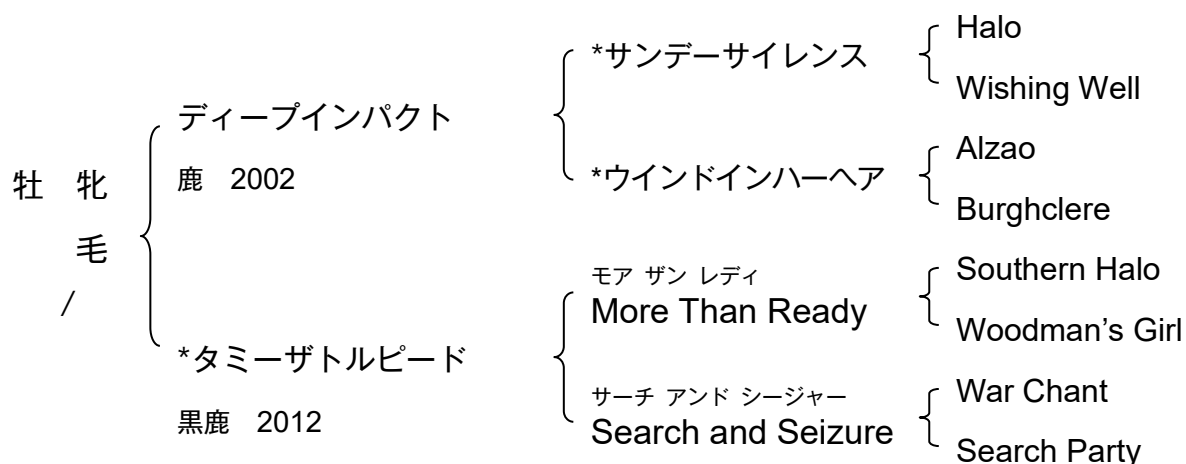 牡 牝
毛
/
ディープインパクト
鹿 2002
*タミーザトルピード
黒鹿 2012
*サンデーサイレンス
*ウインドインハーヘア
モア ザン レディ
More Than Ready
サーチ アンド シージャー
Search and Seizure
Halo
Wishing Well
Alzao
Burghclere
Southern Halo
Woodman’s Girl
War Chant
Search Party